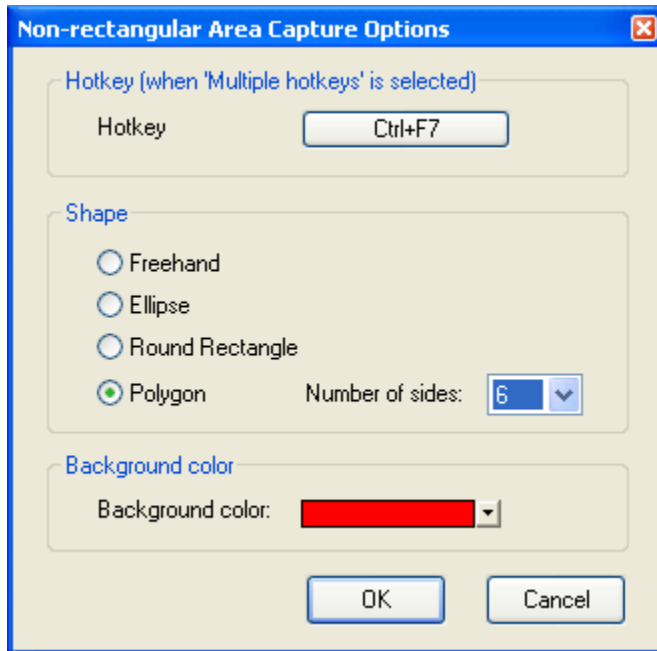 Non-rectangular Area Capture Options
Hotkey (when 'Multiple hotkeys' is selected)
Hotkey Ctrl+F7
Shape
Freehand
Ellipse
Round Rectangle
Polygon Number of sides: 6
Background color
Background color:
OK Cancel